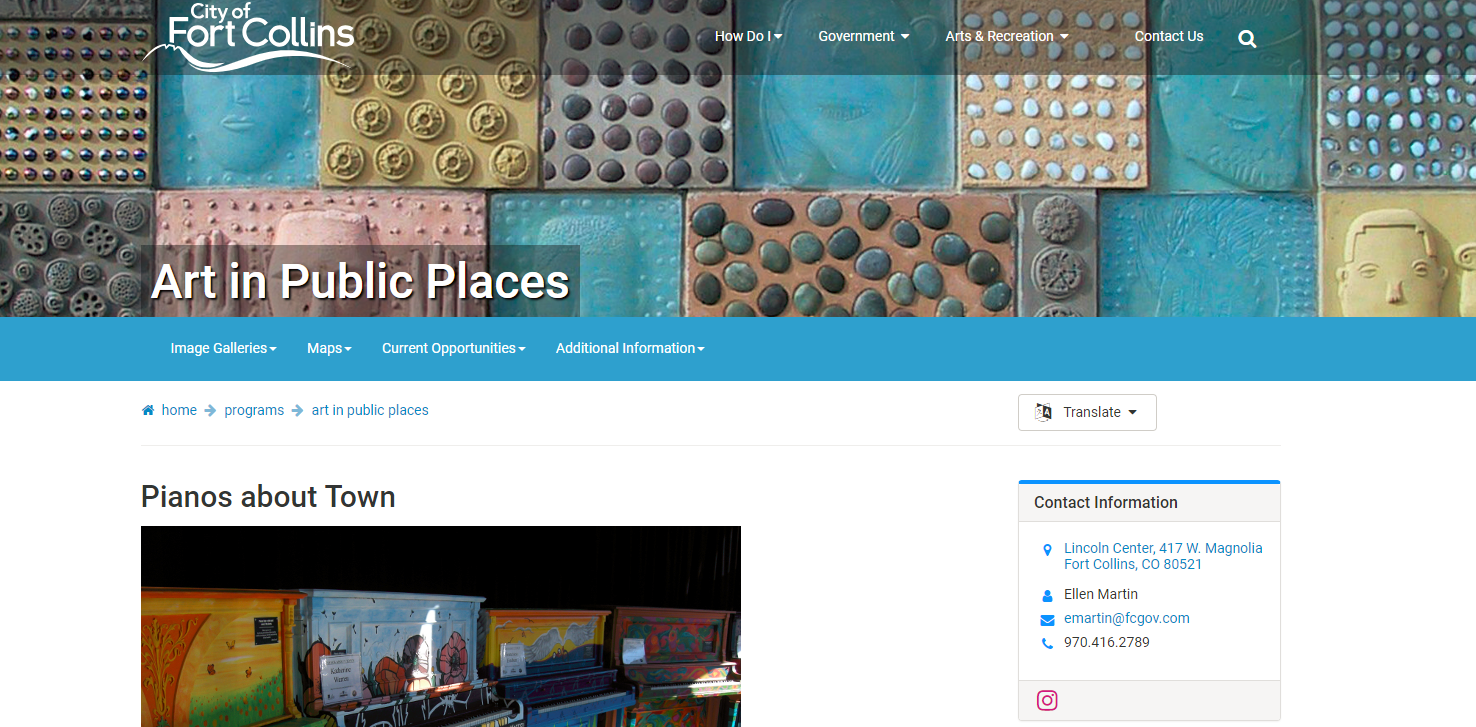 City of
Fort Collins
How Do I
Government
Arts & Recreation
Contact Us
Art in Public Places
Image Galleries
Maps
Current Opportunities
Additional Information
home
programs
art in public places
Translate
Pianos about Town
Contact Information
Lincoln Center, 417 W. Magnolia
Fort Collins, CO 80521
Ellen Martin
emartin@fcgov.com
970.416.2789